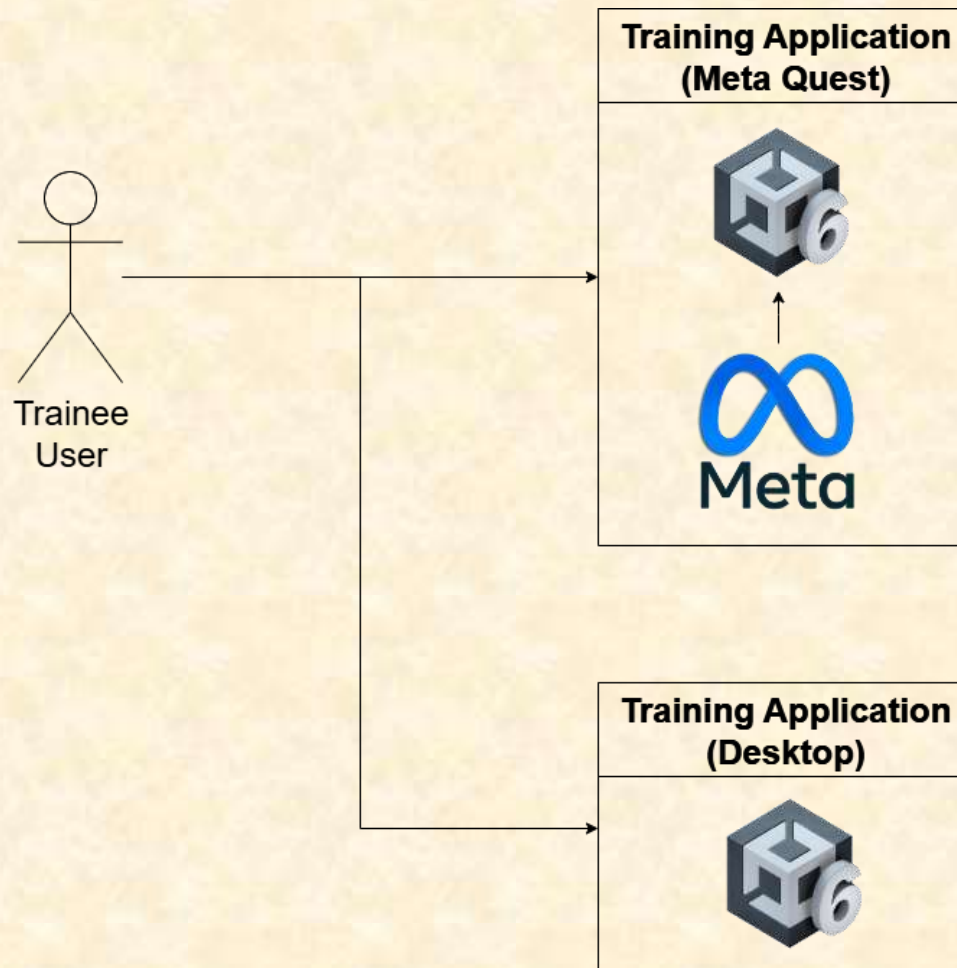 Training Application
(Meta Quest)
6
Meta
Trainee
User
Training Application
(Desktop)
6